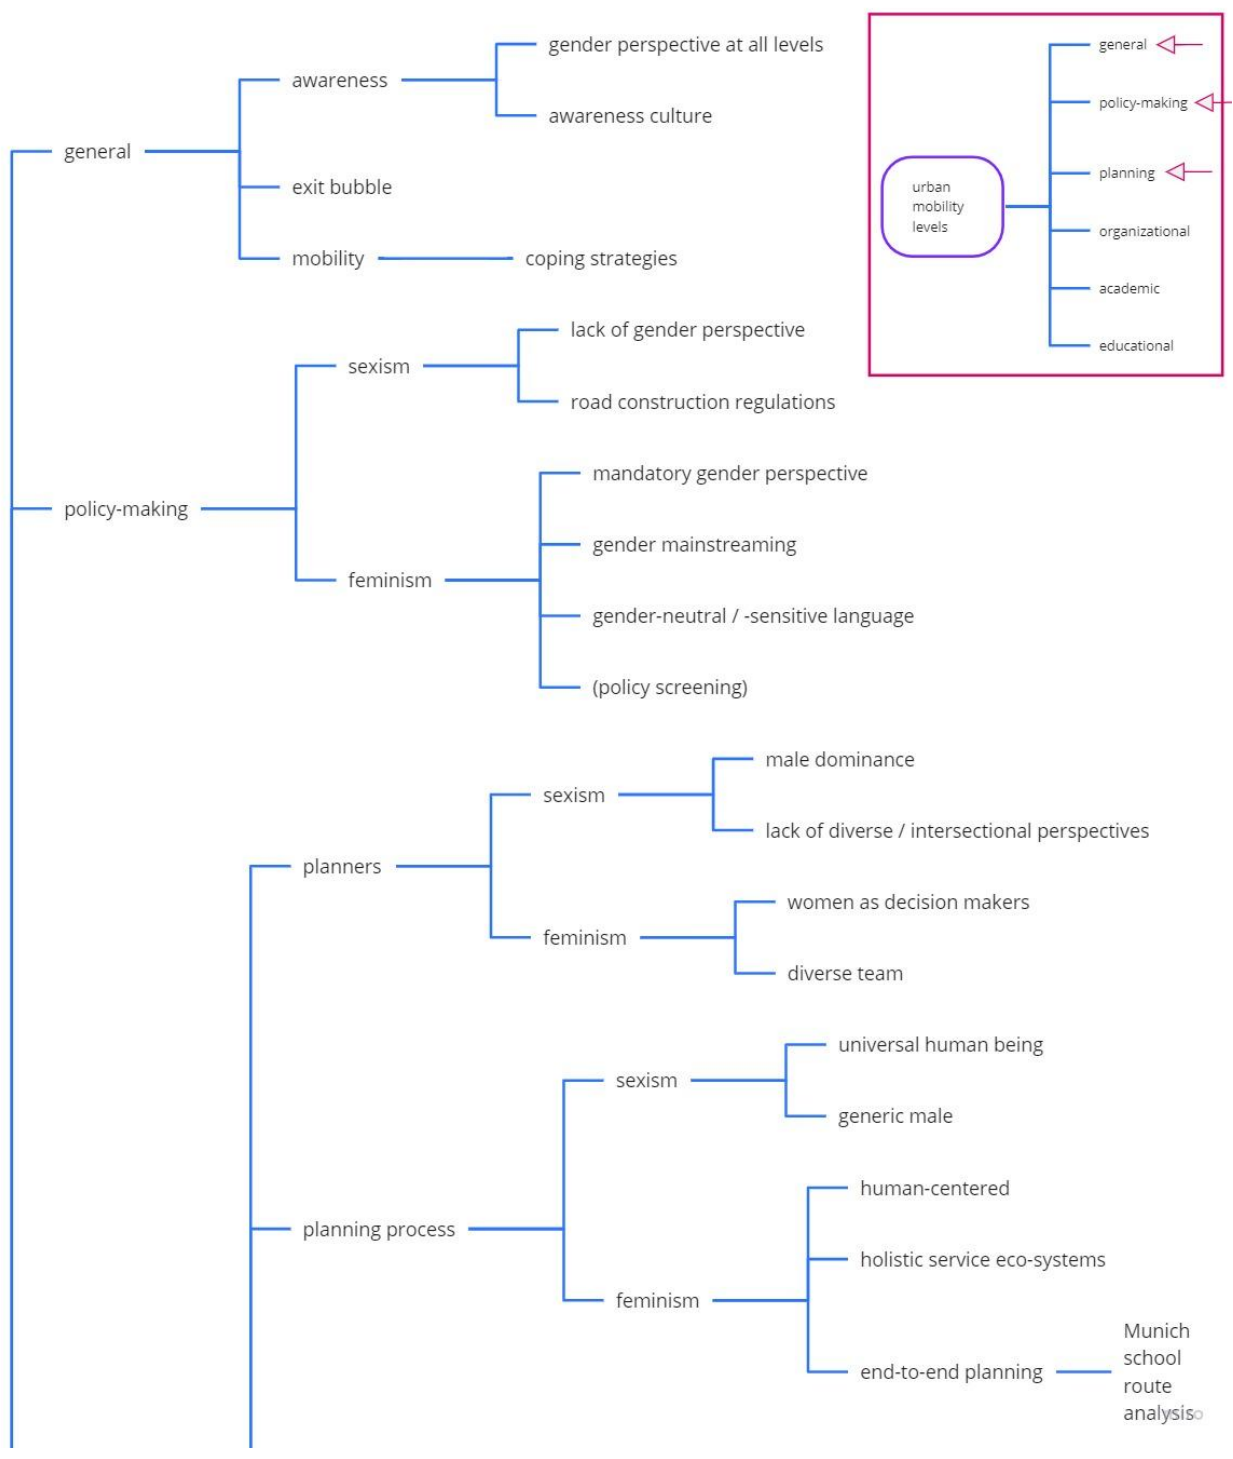 gender perspective at all levels
awareness
awareness culture
general
exit bubble
mobility
coping strategies
general
policy-making
planning
urban
mobility
levels
organizational
academic
educational
lack of gender perspective
sexism
road construction regulations
mandatory gender perspective
policy-making
gender mainstreaming
feminism
gender-neutral / -sensitive language
(policy screening)
male dominance
sexism
lack of diverse / intersectional perspectives
planners
women as decision makers
feminism
diverse team
universal human being
sexism
generic male
human-centered
planning process
holistic service eco-systems
feminism
end-to-end planning
Munich
school
route
analysis